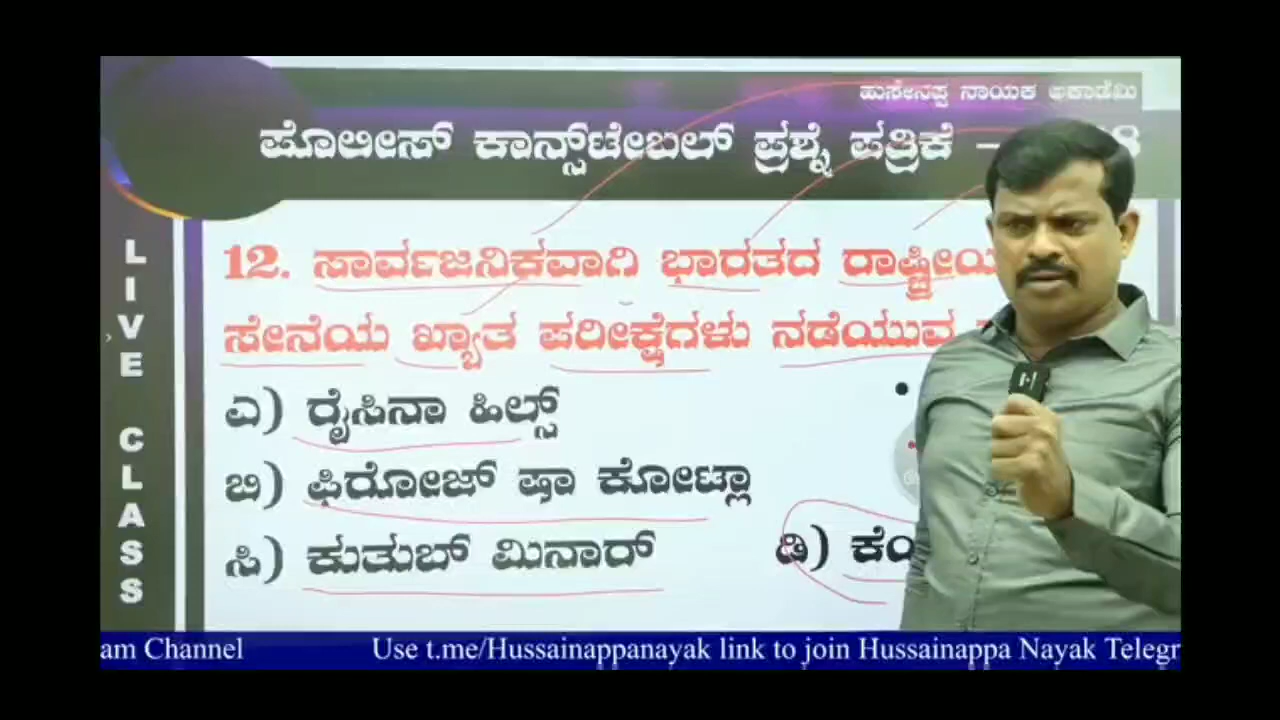 ಹುಸೇನಪ್ಪ ನಾಯಕ ಅಕಾಡೆಮಿ
ಪೊಲೀಸ್ ಕಾನ್ಸ್‌ಟೇಬಲ್ ಪ್ರಶ್ನೆ ಪತ್ರಿಕೆ –
LIVE CLASS
12. ಸಾರ್ವಜನಿಕವಾಗಿ ಭಾರತದ ರಾಷ್ಟ್ರೀಯ
ಸೇನೆಯ ಖ್ಯಾತ ಪರೀಕ್ಷೆಗಳು ನಡೆಯುವ
ಎ) ರೈಸಿನಾ ಹಿಲ್ಸ್
ಬಿ) ಫಿರೋಜ್ ಷಾ ಕೋಟ್ಲಾ
ಸಿ) ಕುತುಬ್ ಮಿನಾರ್ ಡಿ)
am Channel Use t.me/Hussainappanayak link to join Hussainappa Nayak Telegr